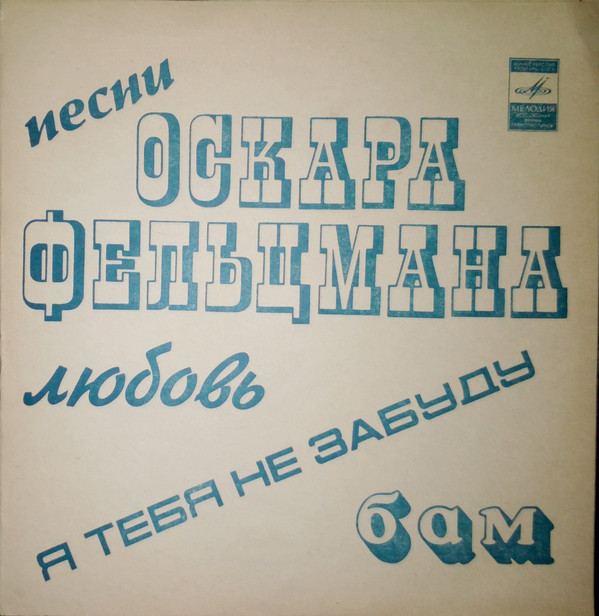 песни
ОСКАРА
ФЕЛЬЦМАНА
МЕЛОДИЯ
любовь
Я ТЕБЯ НЕ ЗАБУДУ
бам